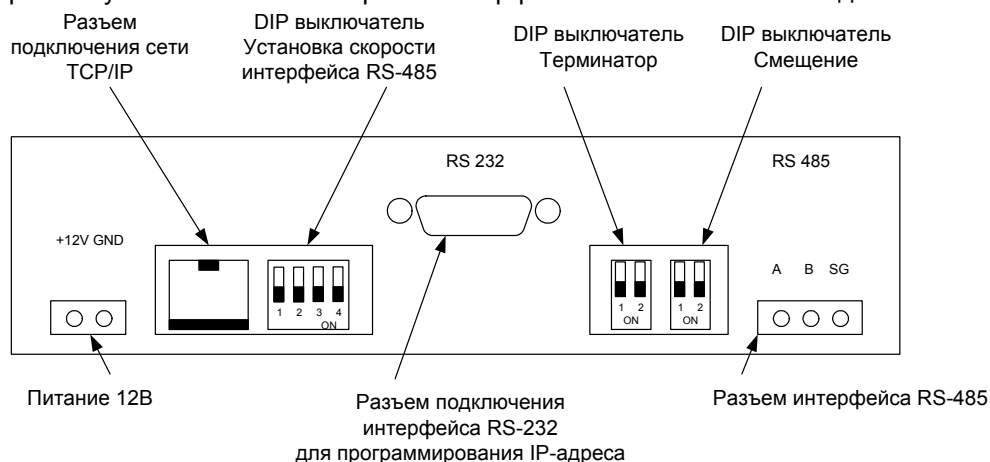 Разъем
подключения сети
TCP/IP
DIP выключатель
Установка скорости
интерфейса RS-485
DIP выключатель
Терминатор
DIP выключатель
Смещение
RS 232
RS 485
+12V GND
A B SG
1 2 3 4
ON
1 2
ON
1 2
ON
Питание 12В
Разъем подключения
интерфейса RS-232
для программирования IP-адреса
Разъем интерфейса RS-485